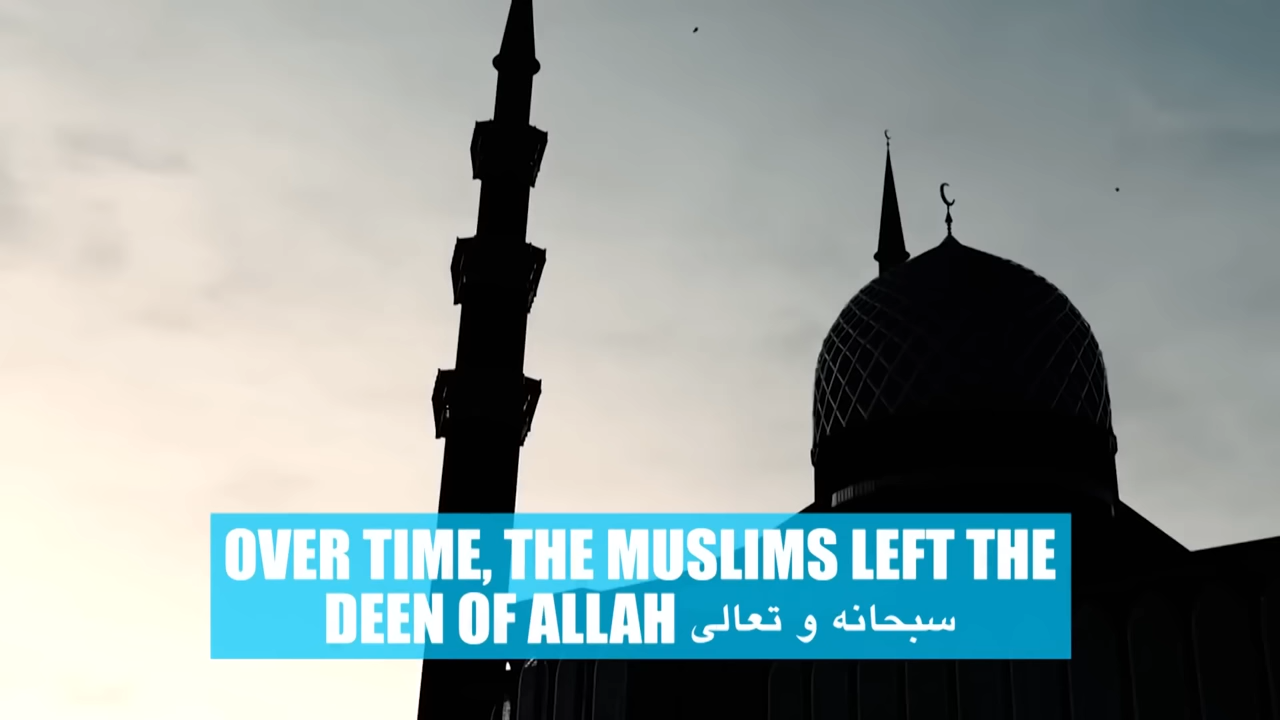 OVER TIME, THE MUSLIMS LEFT THE
DEEN OF ALLAH سبحانه و تعالى